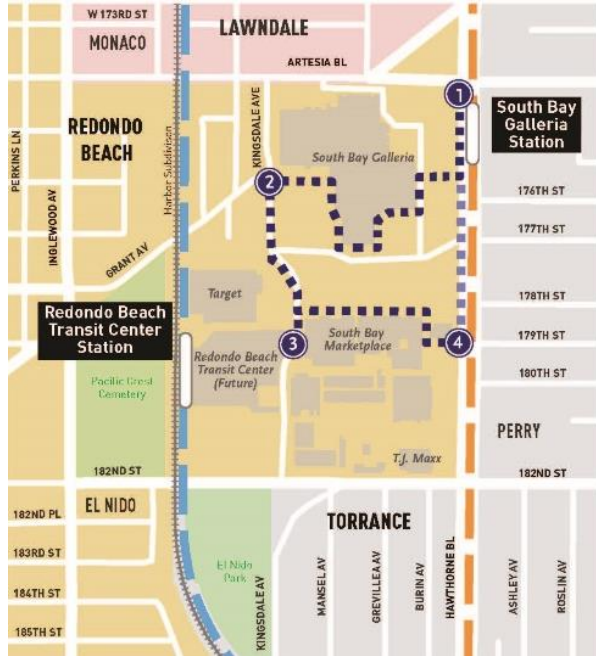 W 173RD ST
MONACO
LAWNDALE
ARTESIA BL
1
South Bay
Galleria
Station
PERKINS LN
REDONDO
BEACH
Harbor Subdivison
KINGSDALE AVE
South Bay Galleria
2
176TH ST
INGLEWOOD AV
177TH ST
GRANT AV
Target
178TH ST
Redondo Beach
Transit Center
Station
3
South Bay
Marketplace
4
179TH ST
Redondo Beach
Transit Center
(Future)
180TH ST
Pacific Crest
Cemetery
PERRY
T.J. Maxx
182ND ST
182ND ST
EL NIDO
182ND PL
TORRANCE
183RD ST
El Nido
Park
KINGSDALE AV
MANSEL AV
GREVILLEA AV
BURIN AV
HAWTHORNE BL
ASHLEY AV
ROSLIN AV
184TH ST
185TH ST